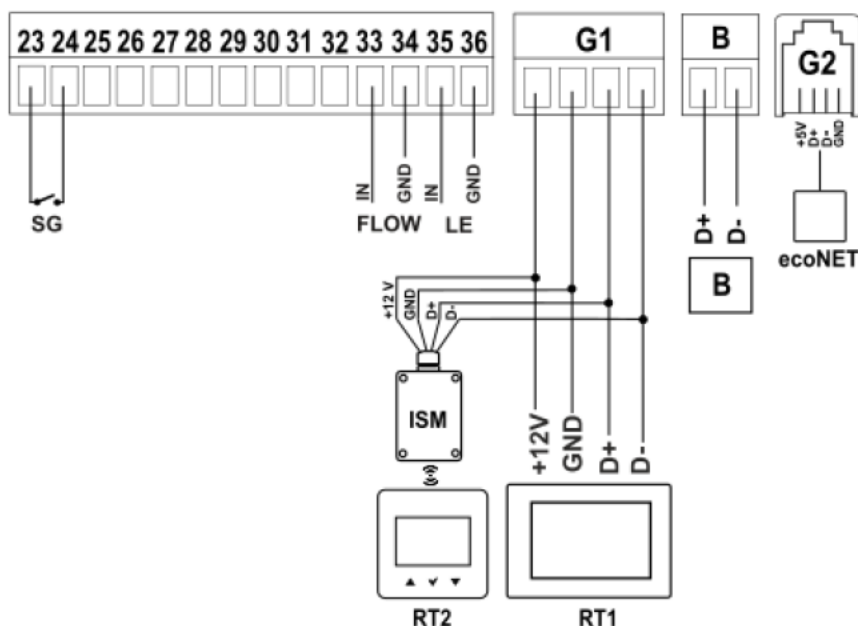 23 24 25 26 27 28 29 30 31 32 33 34 35 36
G1
B
G2
+5V
D+
D-
GND
SG
IN
GND
IN
GND
FLOW
LE
D+
D-
B
ecoNET
+12 V
GND
D+
D-
ISM
+12V
GND
D+
D-
RT2
RT1